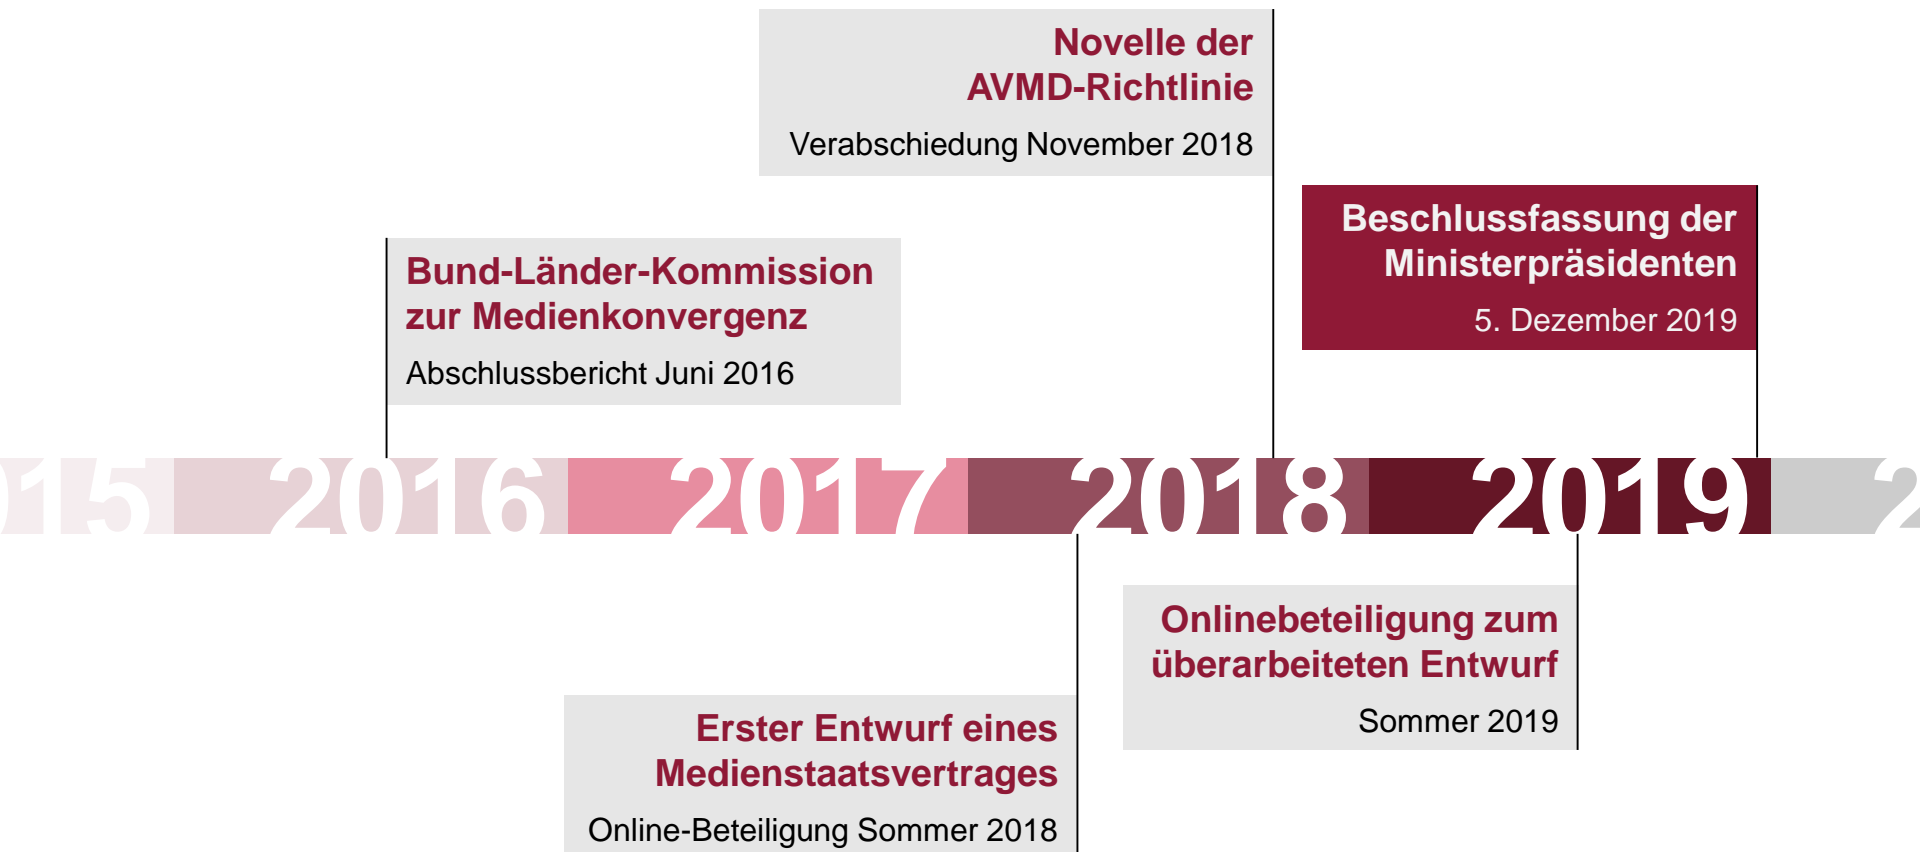 Novelle der
AVMD-Richtlinie
Verabschiedung November 2018
Beschlussfassung der
Ministerpräsidenten
5. Dezember 2019
Bund-Länder-Kommission
zur Medienkonvergenz
Abschlussbericht Juni 2016
015 2016 2017 2018 2019 2
Onlinebeteiligung zum
überarbeiteten Entwurf
Sommer 2019
Erster Entwurf eines
Medienstaatsvertrages
Online-Beteiligung Sommer 2018